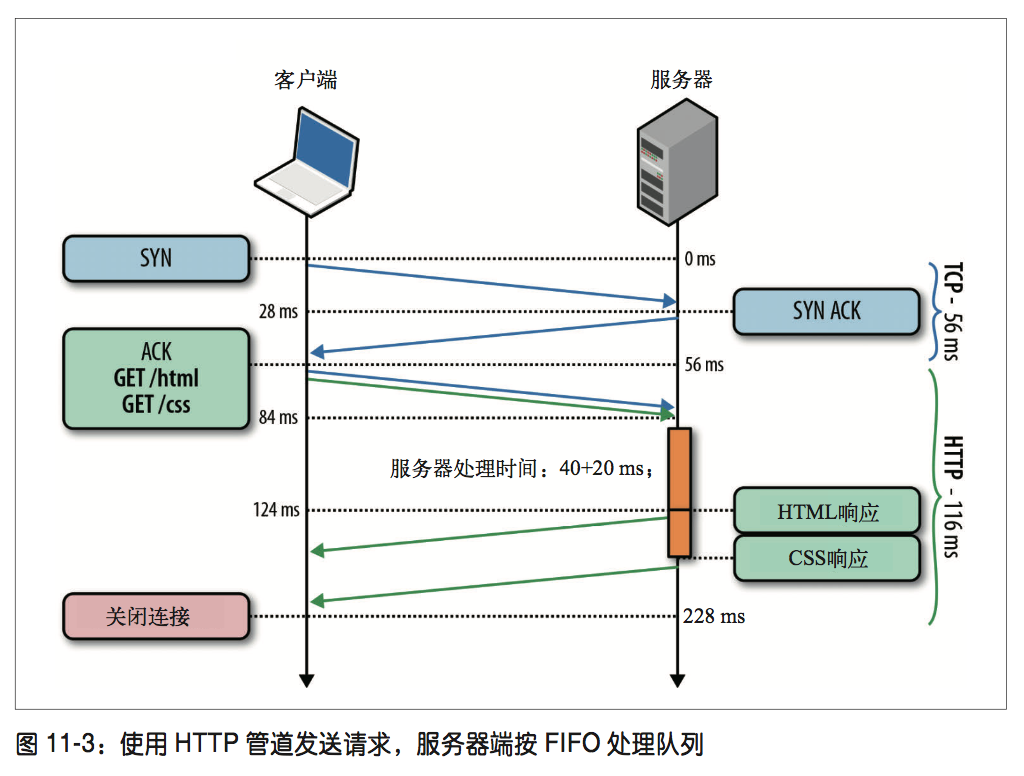 客户端
服务器
SYN
0 ms
28 ms
SYN ACK
TCP - 56 ms
ACK
GET /html
GET /css
56 ms
84 ms
服务器处理时间：40+20 ms；
HTTP - 116 ms
124 ms
HTML响应
CSS响应
关闭连接
228 ms
图 11-3：使用 HTTP 管道发送请求，服务器端按 FIFO 处理队列